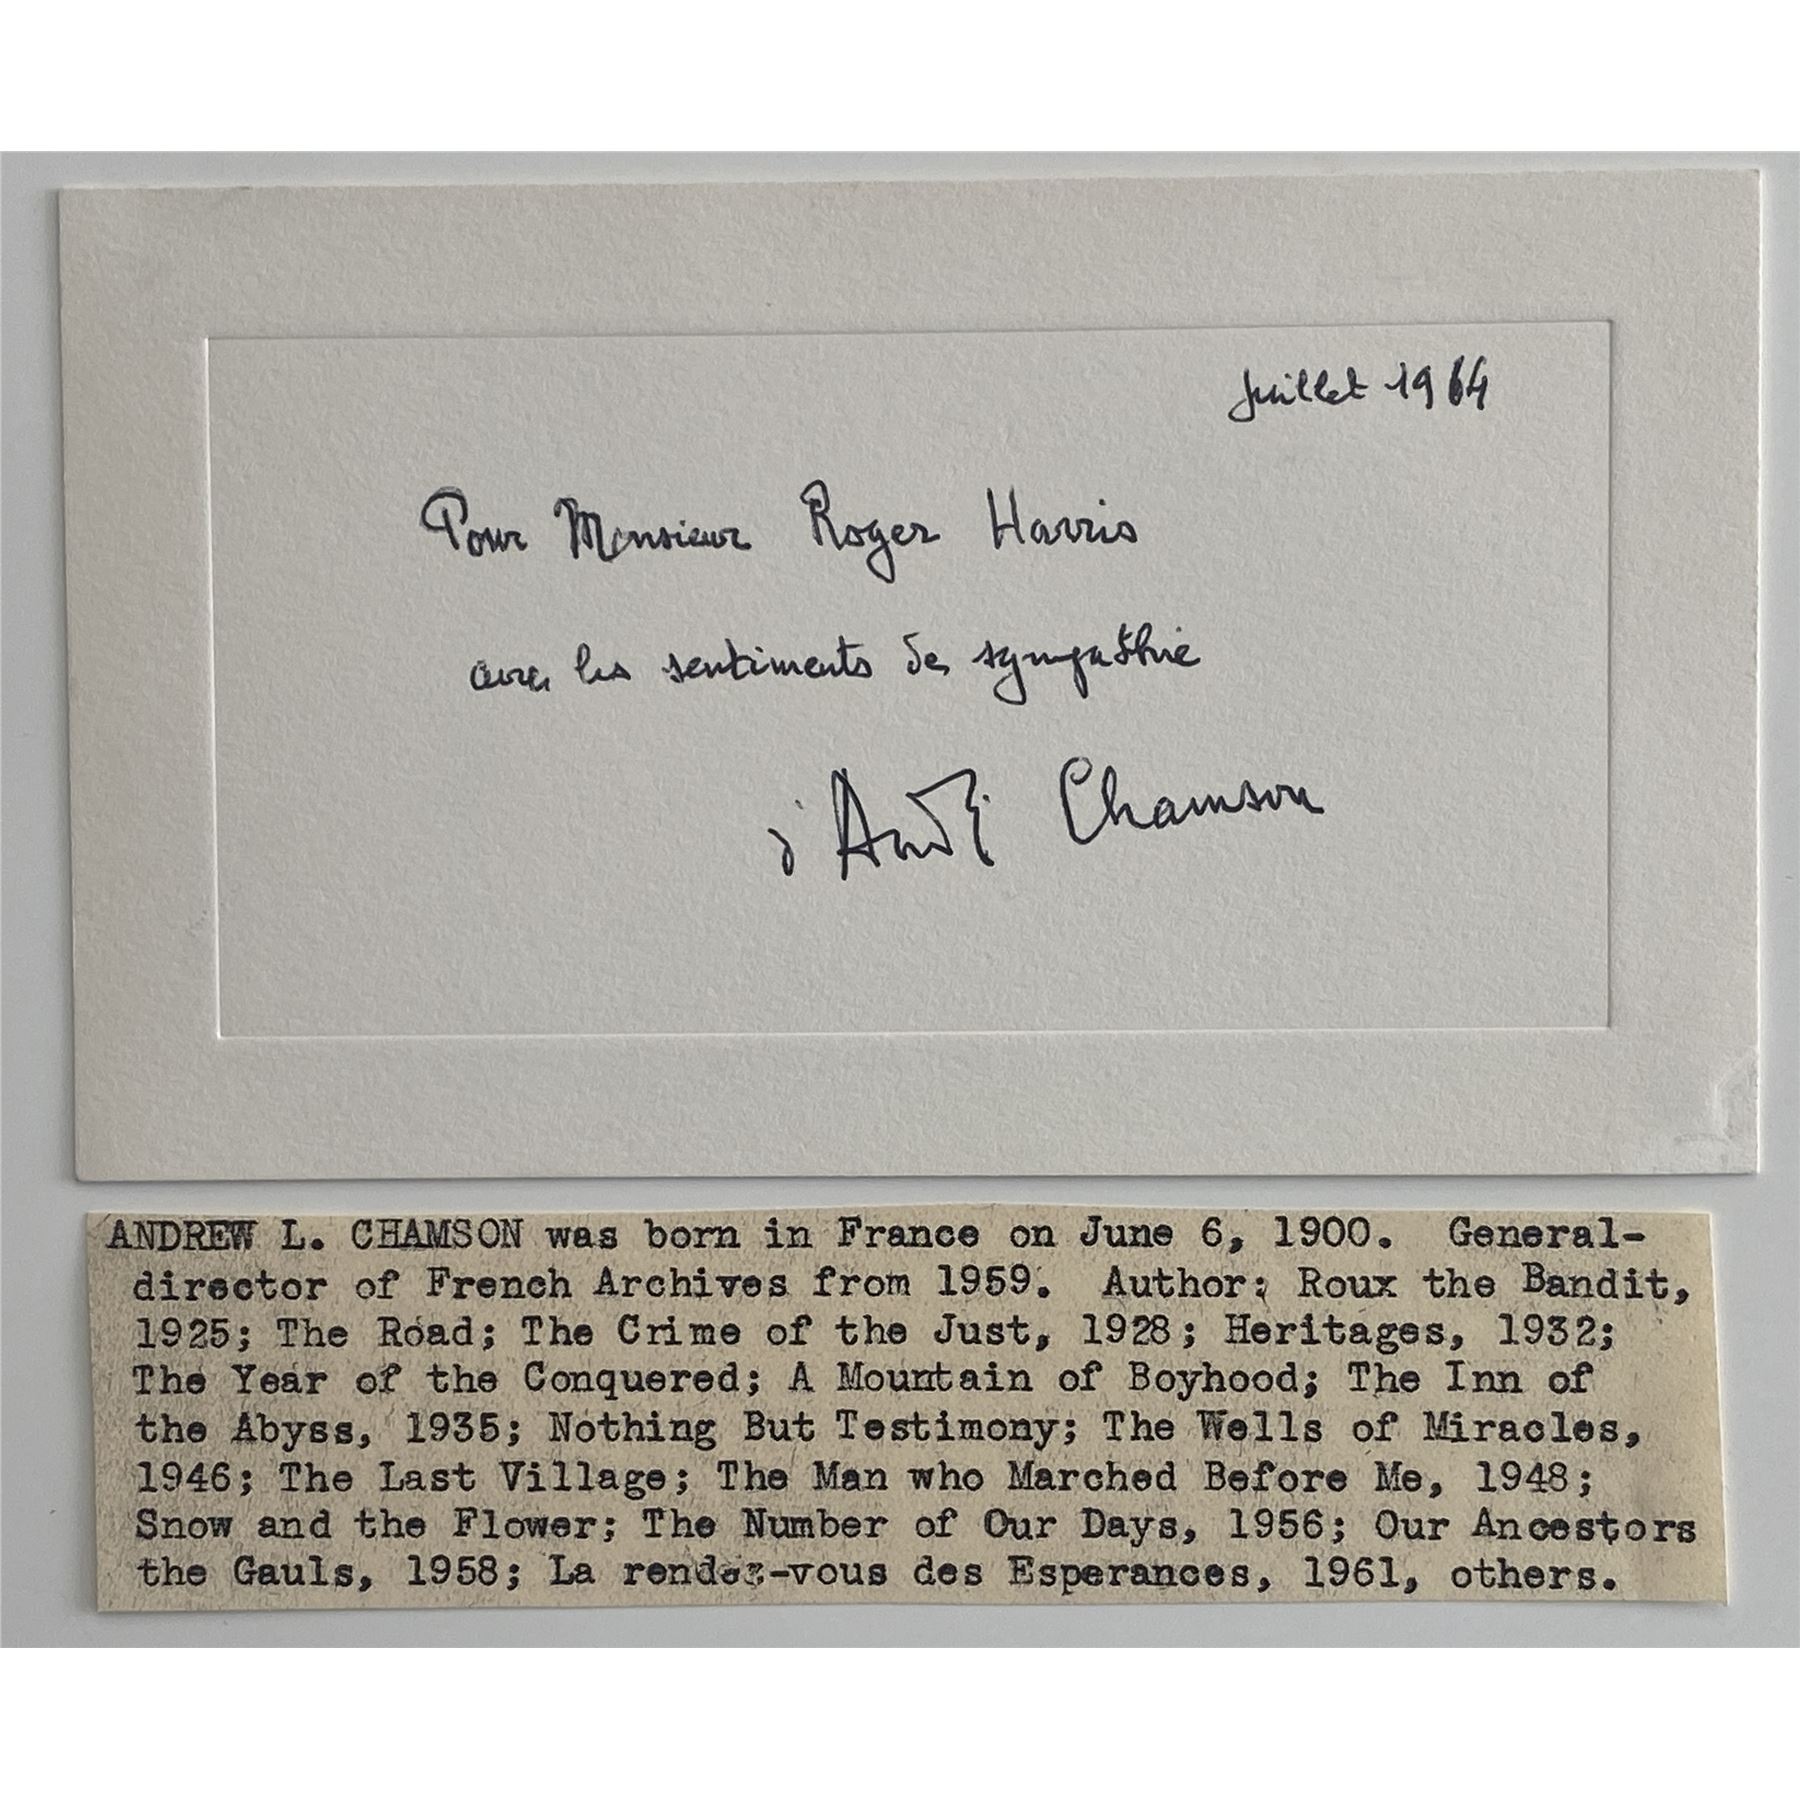 Juillet 1964
Pour Monsieur Roger Harris
avec les sentiments de sympathie
d'André Chamson
ANDREW L. CHAMSON was born in France on June 6, 1900. General-
director of French Archives from 1959. Author: Roux the Bandit,
1925; The Road; The Crime of the Just, 1928; Heritages, 1932;
The Year of the Conquered; A Mountain of Boyhood; The Inn of
the Abyss, 1935; Nothing But Testimony; The Wells of Miracles,
1946; The Last Village; The Man who Marched Before Me, 1948;
Snow and the Flower; The Number of Our Days, 1956; Our Ancestors
the Gauls, 1958; La rendez-vous des Esperances, 1961, others.